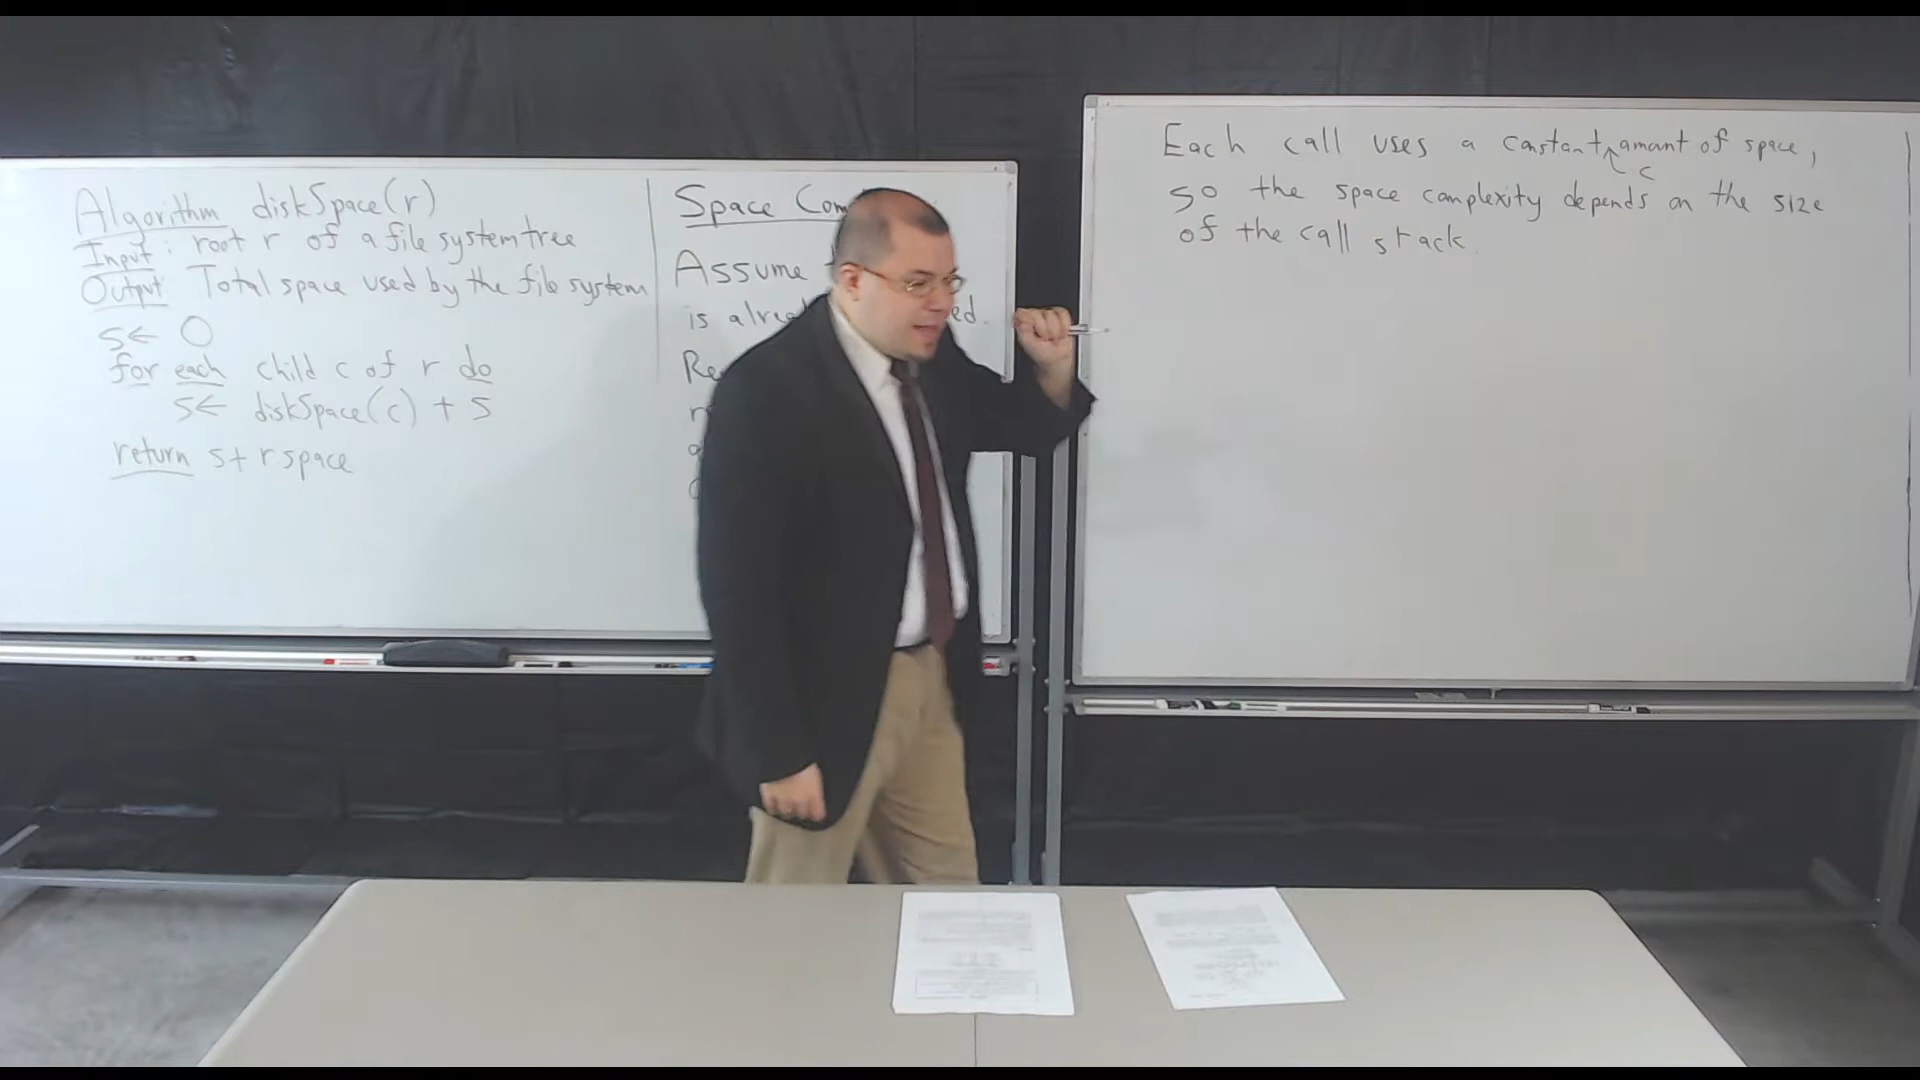 Algorithm diskSpace(r)
Input: root r of a file system tree
Output: Total space used by the file system
s← 0
for each child c of r do
s← diskSpace(c) + s
return s+ r space
Space Com
Assume
is alre ed.
Re
Each call uses a constant amant of space,
c
so the space complexity depends on the size
of the call stack.